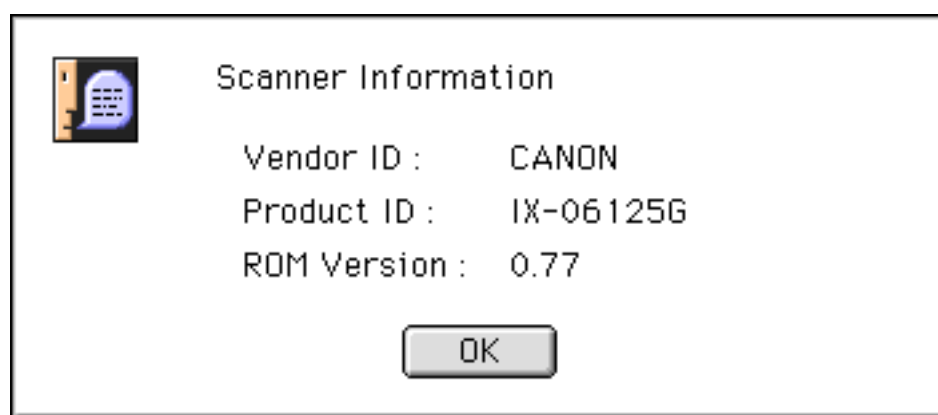 Scanner Information
Vendor ID : CANON
Product ID : IX-06125G
ROM Version : 0.77
OK